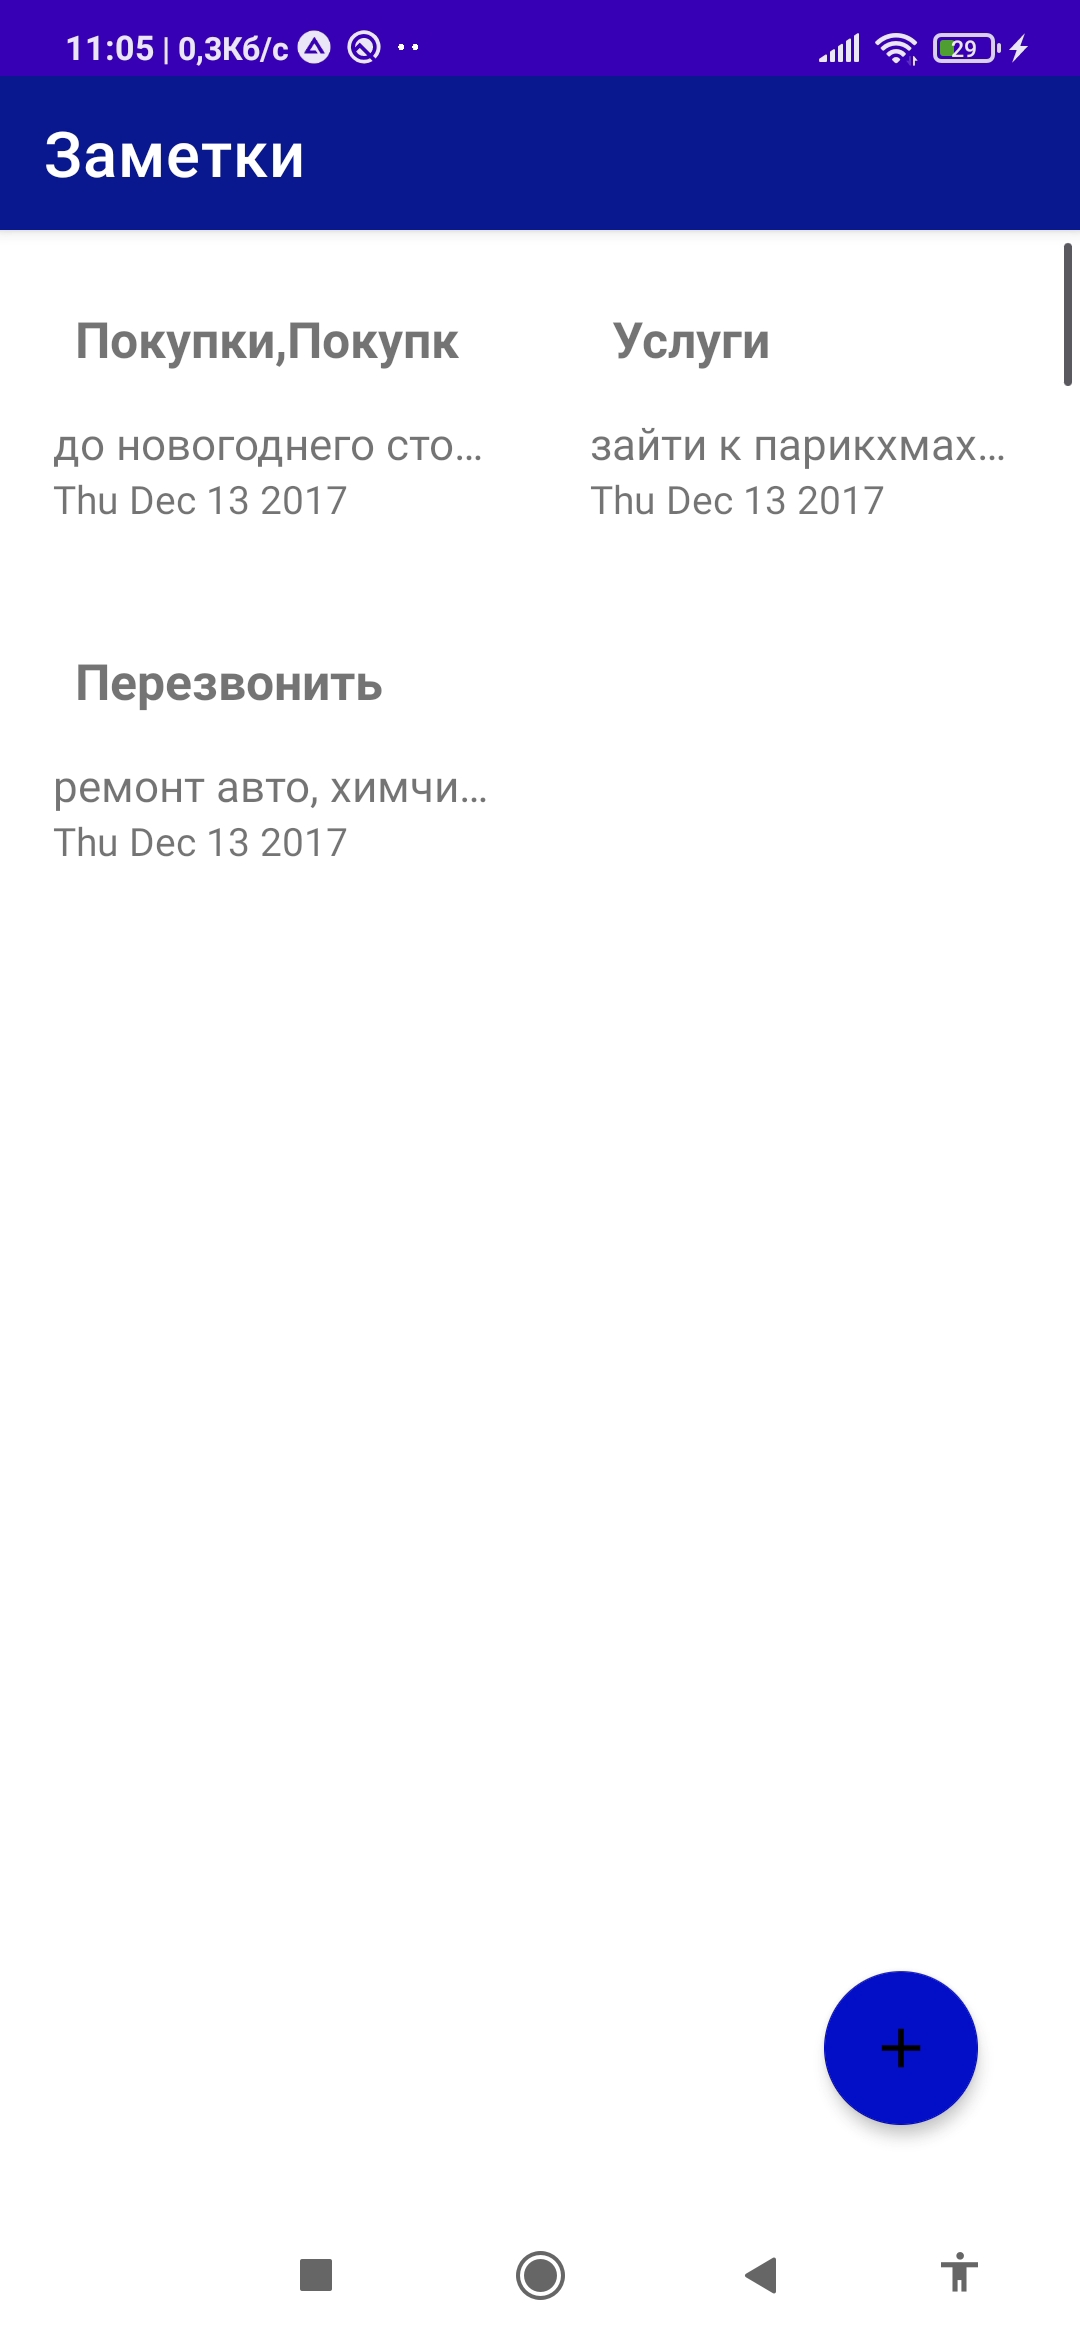 11:05 | 0,3Кб/с
29
Заметки
Покупки,Покупк
до новогоднего сто...
Thu Dec 13 2017
Услуги
зайти к парикхмах...
Thu Dec 13 2017
Перезвонить
ремонт авто, химчи...
Thu Dec 13 2017